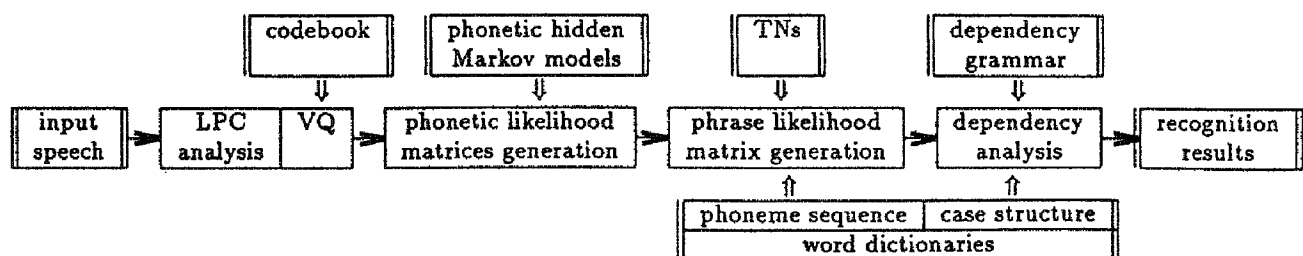 codebook
phonetic hidden
Markov models
TNs
dependency
grammar
input
speech
LPC
analysis
VQ
phonetic likelihood
matrices generation
phrase likelihood
matrix generation
dependency
analysis
recognition
results
phoneme sequence
case structure
word dictionaries